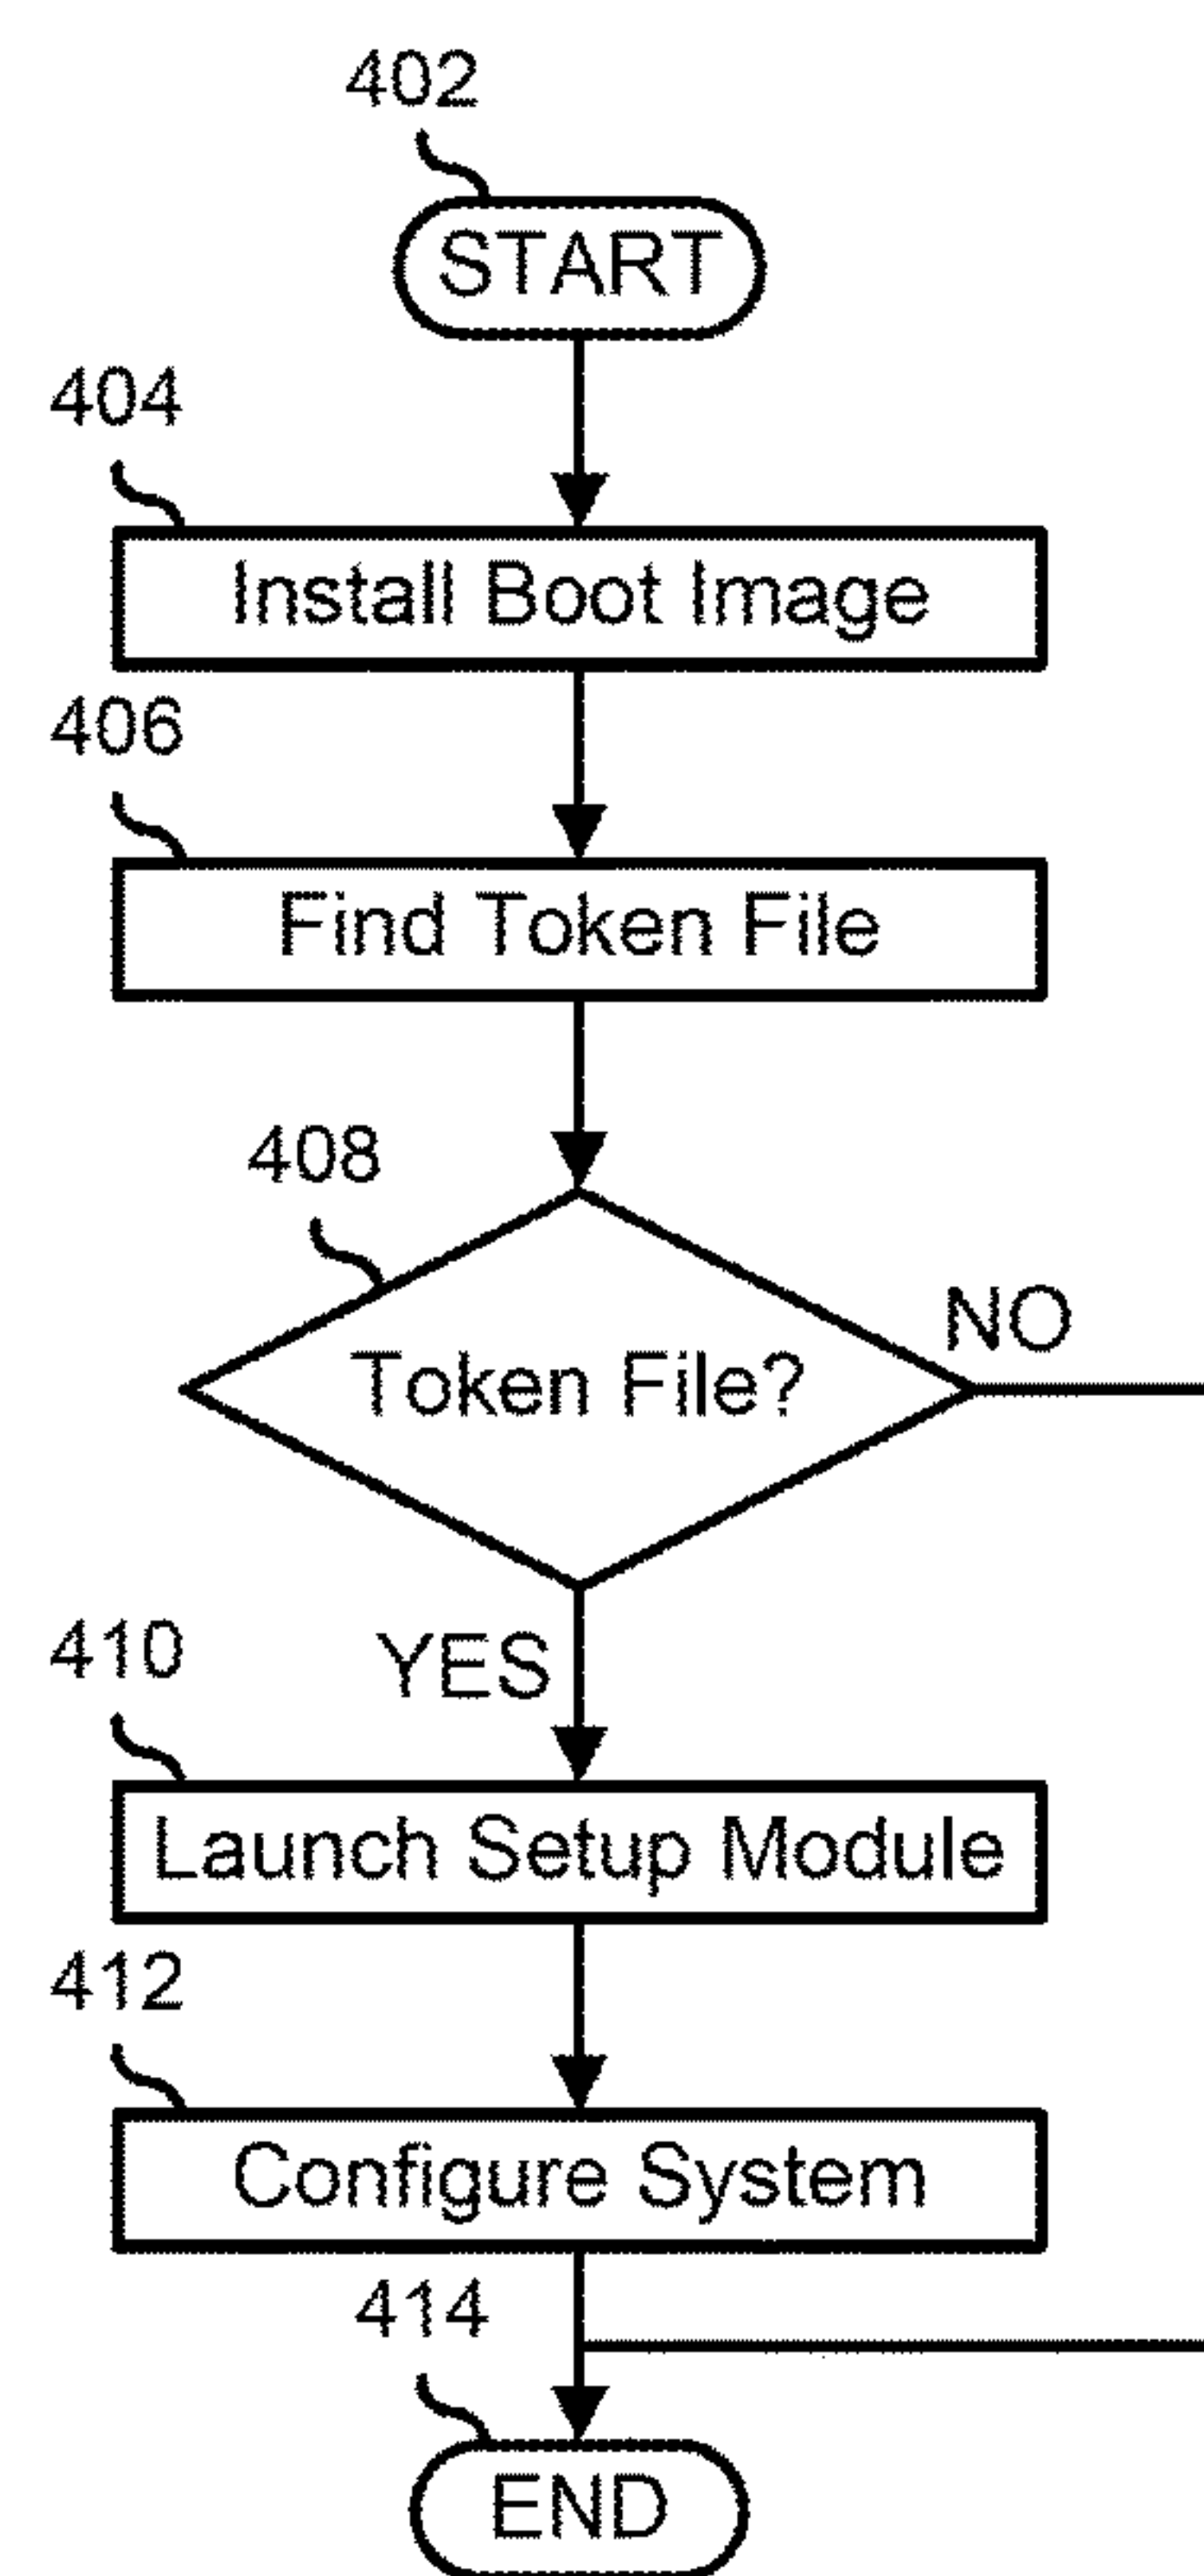 402
START
404
Install Boot Image
406
Find Token File
408
Token File?
NO
YES
410
Launch Setup Module
412
Configure System
414
END